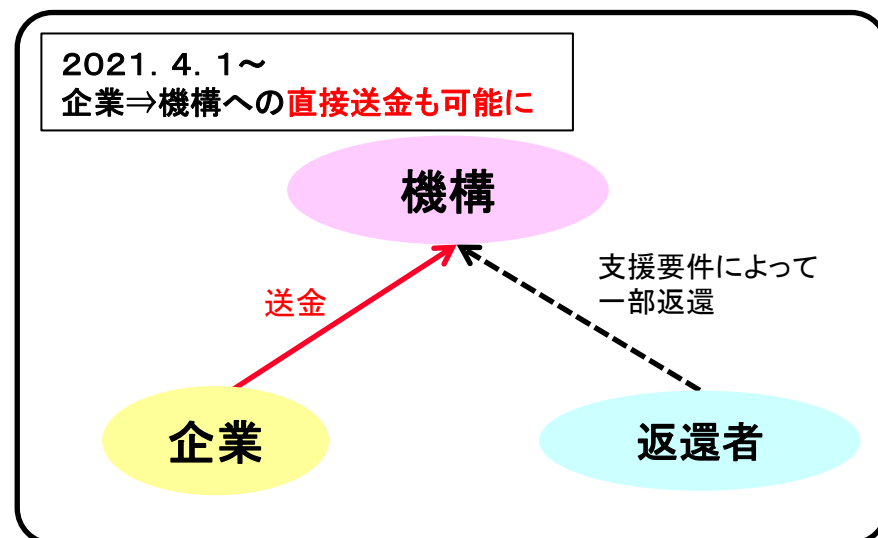 ２０２１．４．１～
企業⇒機構への直接送金も可能に
機構
支援要件によって
一部返還
送金
企業
返還者